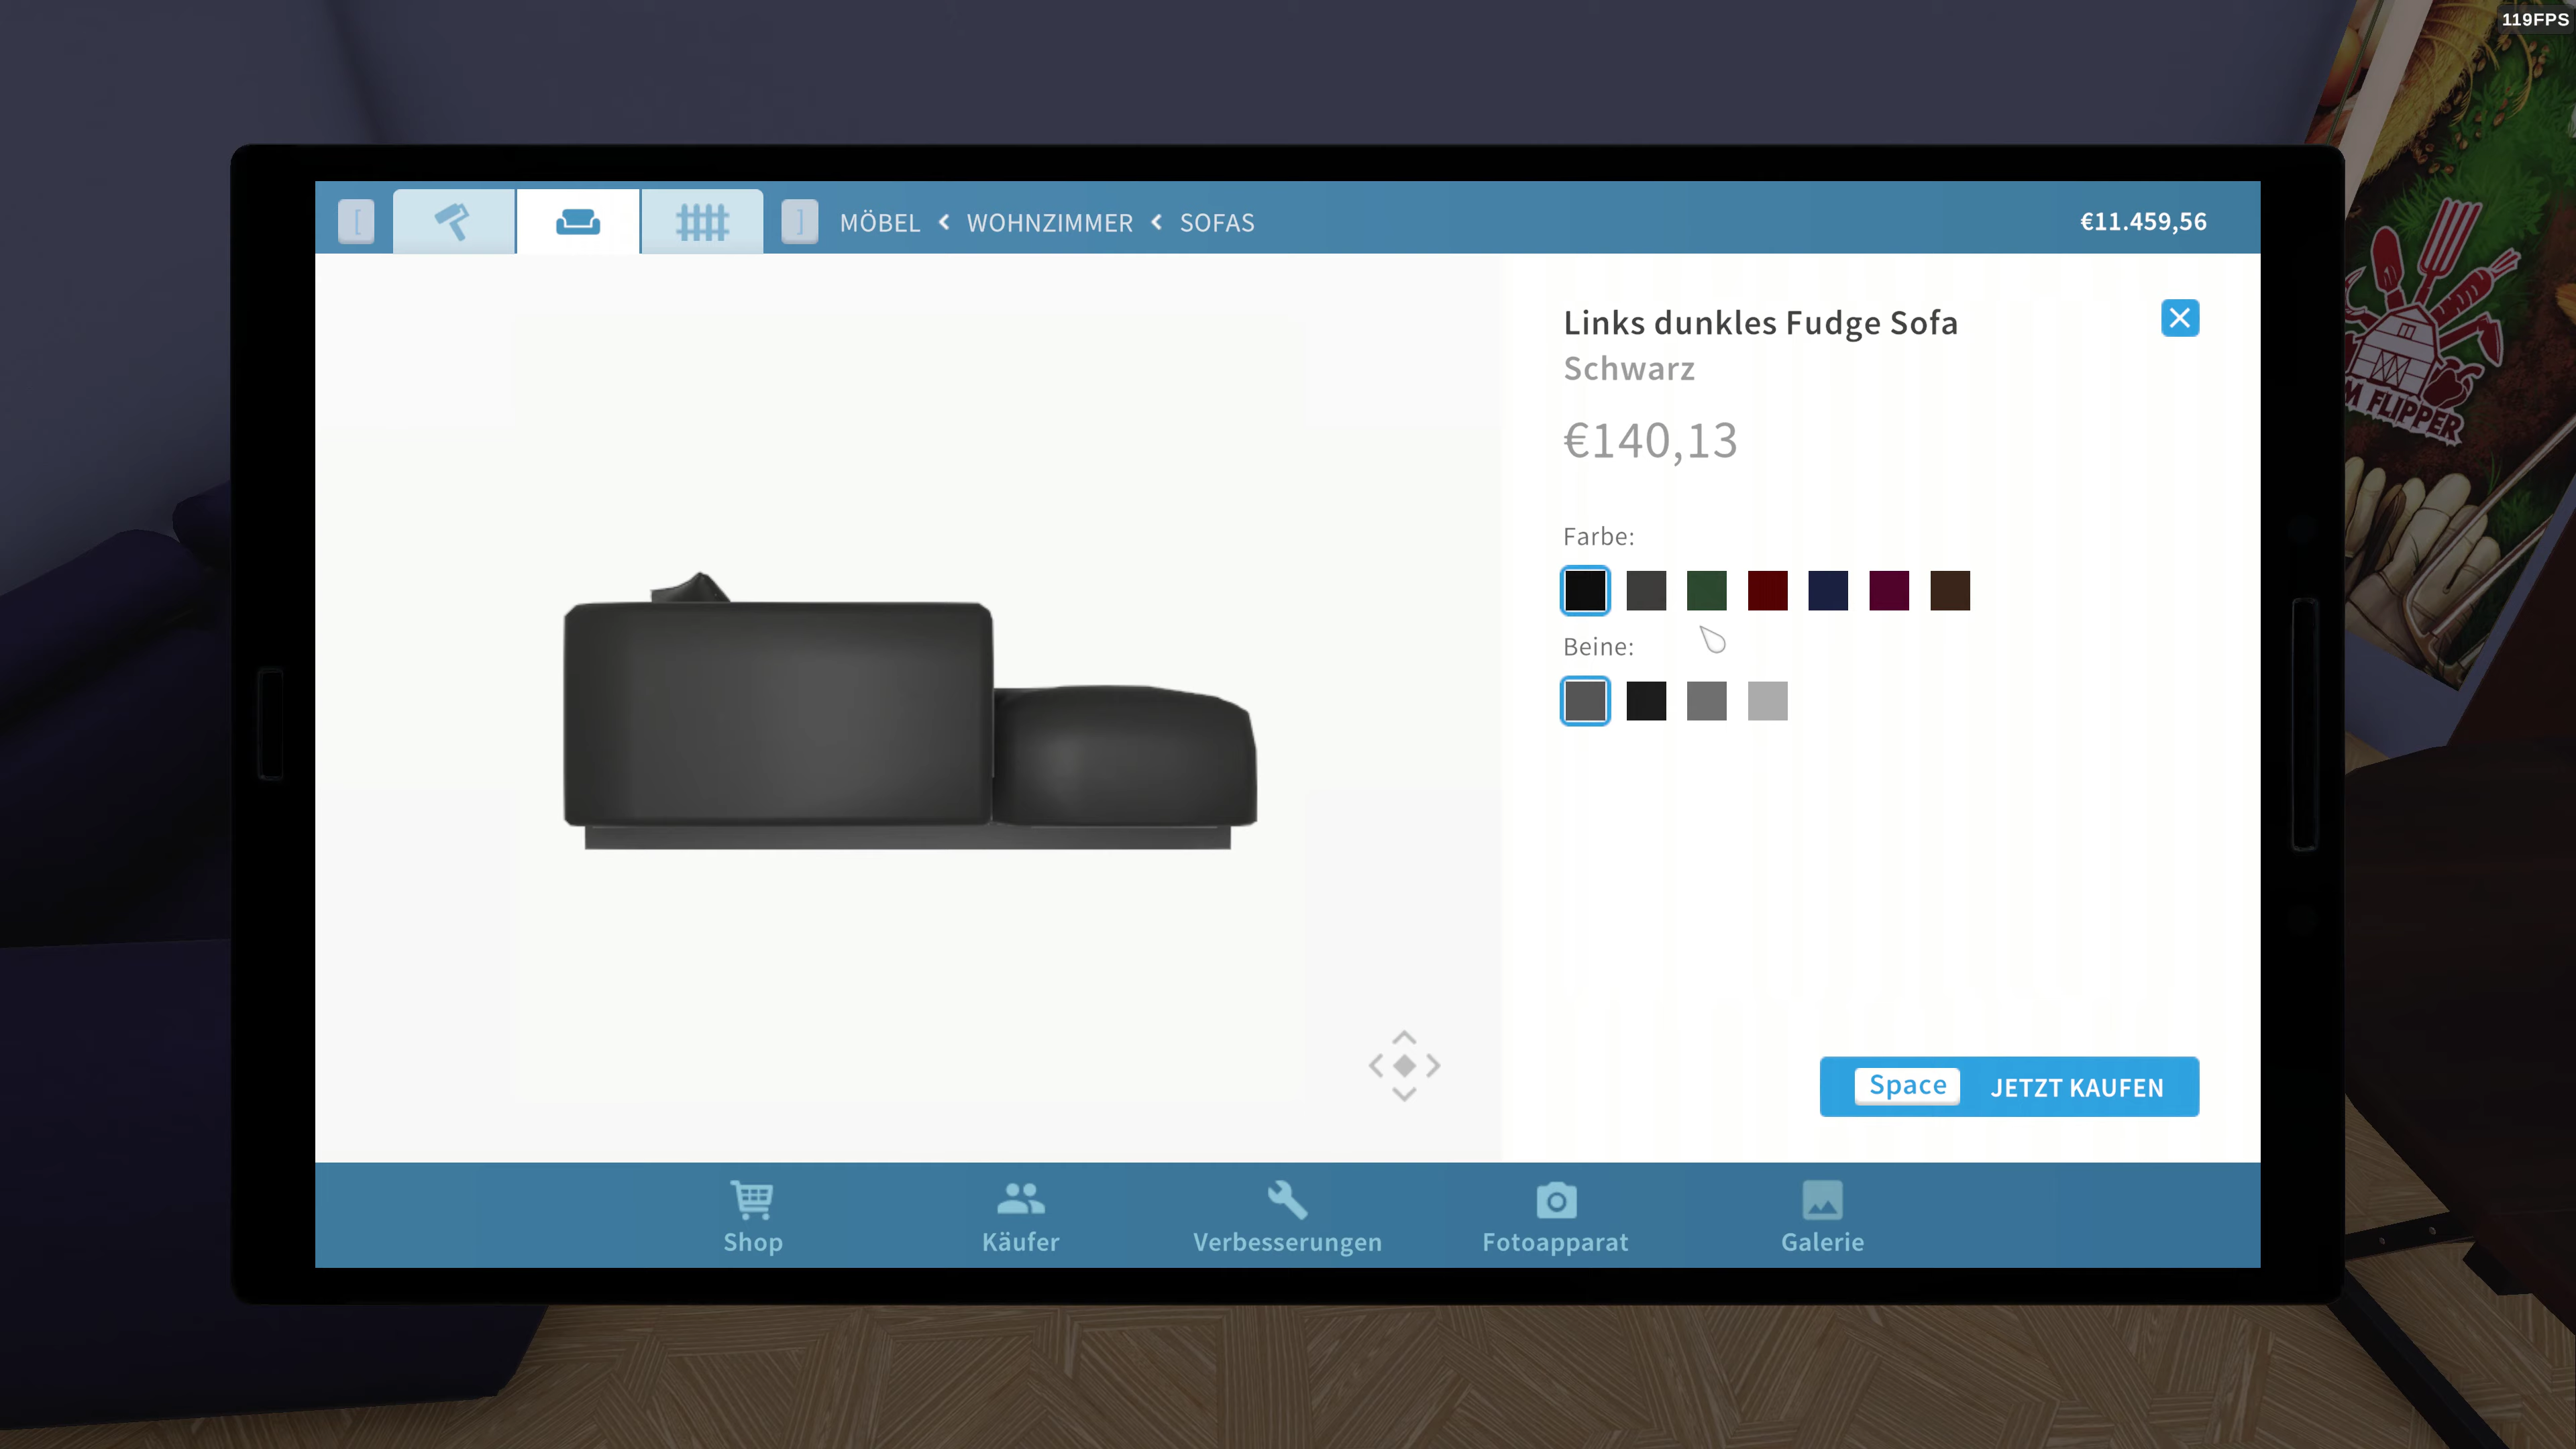 119FPS
[
]
MÖBEL < WOHNZIMMER < SOFAS
€11.459,56
Links dunkles Fudge Sofa
Schwarz
€140,13
Farbe:
Beine:
Space JETZT KAUFEN
Shop
Käufer
Verbesserungen
Fotoapparat
Galerie
FLIPPER